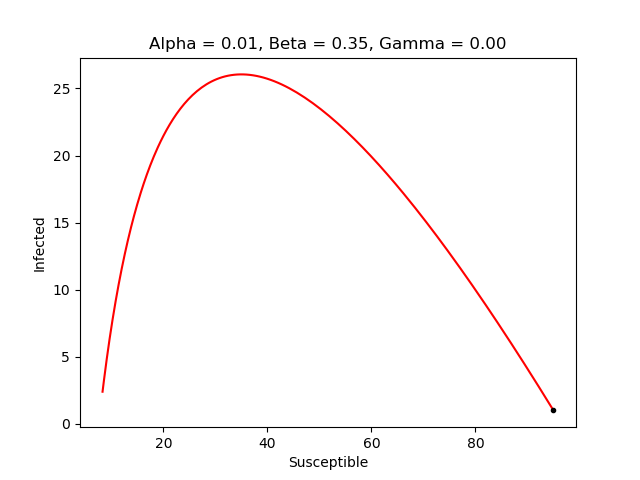 Alpha = 0.01, Beta = 0.35, Gamma = 0.00
25
20
15
10
5
0
Infected
20 40 60 80
Susceptible